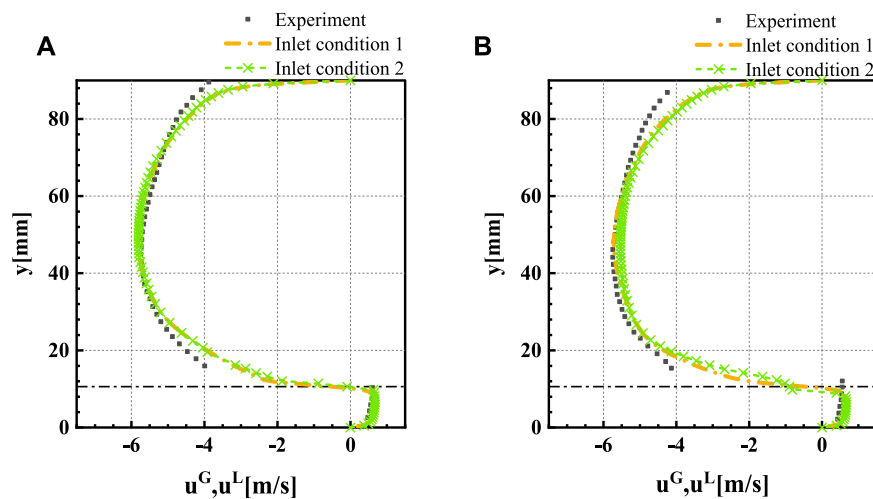 A
Experiment
Inlet condition 1
Inlet condition 2
80
60
40
20
0
y[mm]
-6
-4
-2
0
u^G,u^L[m/s]
B
Experiment
Inlet condition 1
Inlet condition 2
80
60
40
20
0
y[mm]
-6
-4
-2
0
u^G,u^L[m/s]